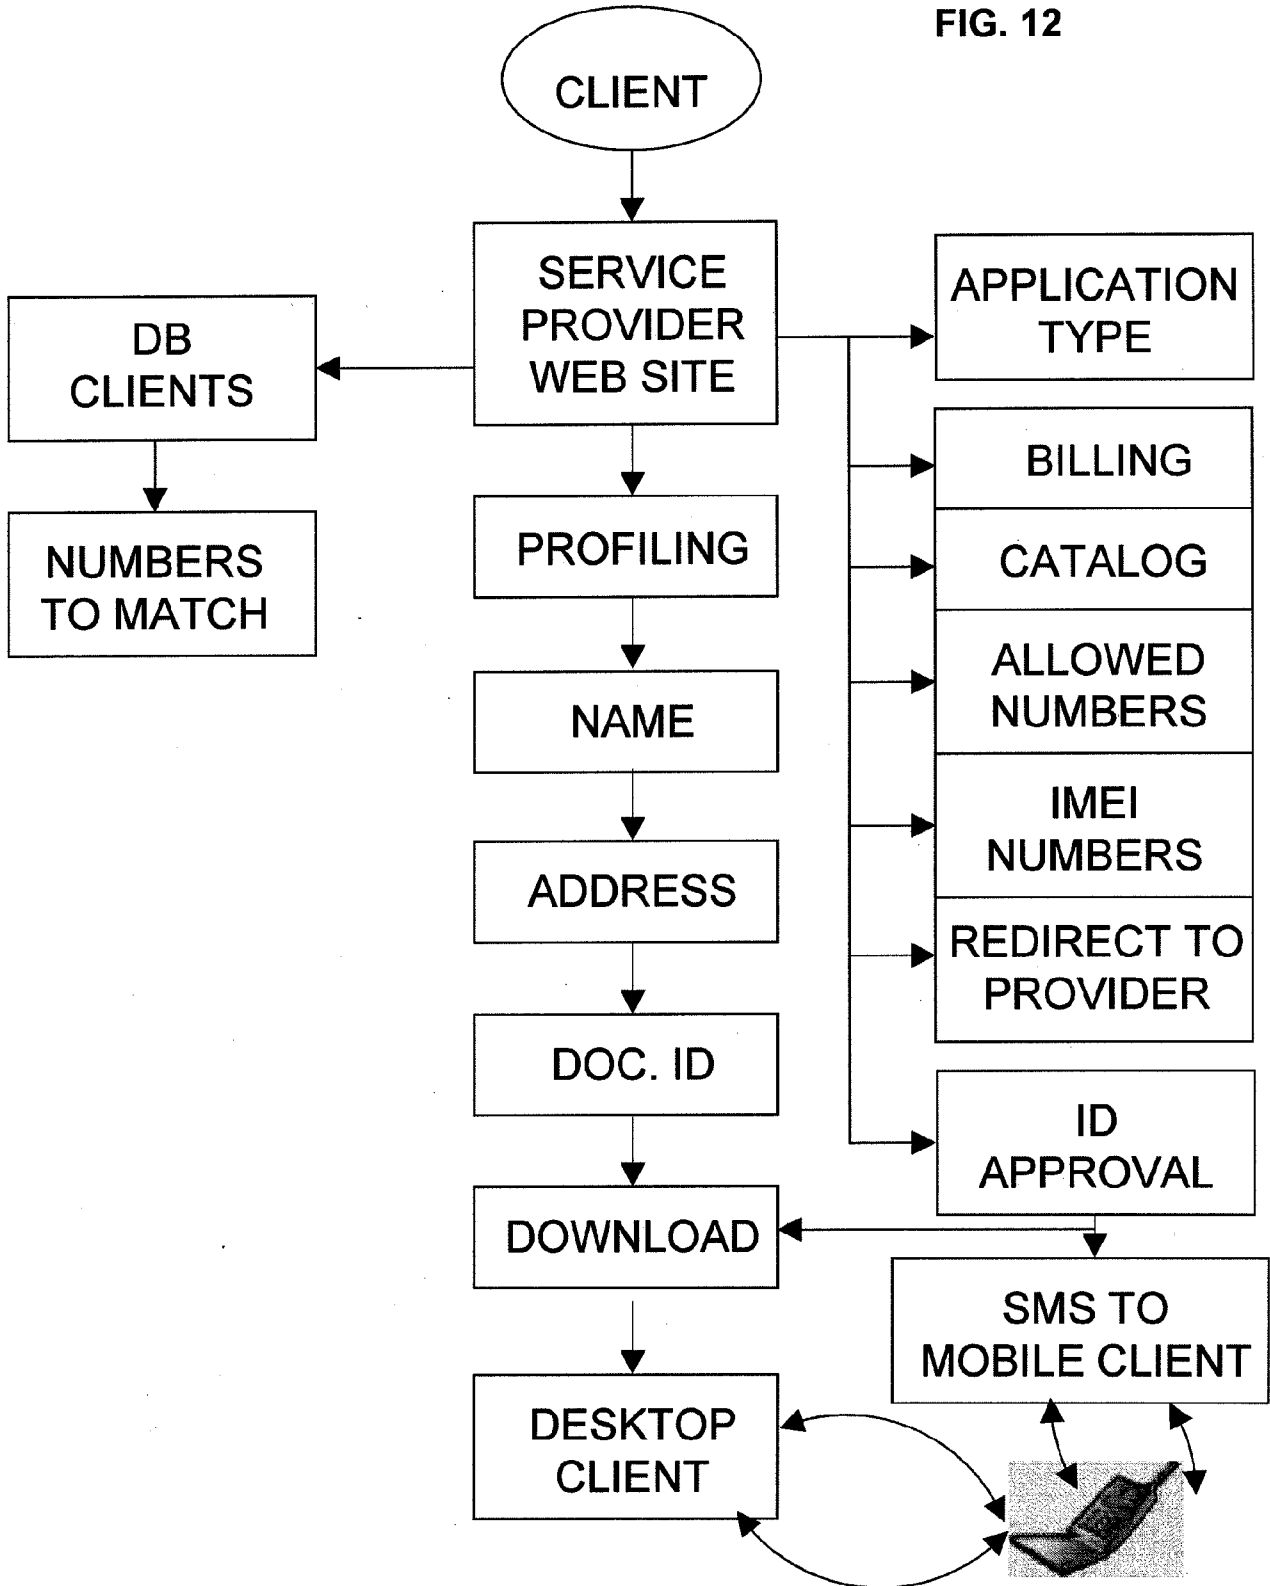 FIG. 12
CLIENT
SERVICE
PROVIDER
WEB SITE
APPLICATION
TYPE
DB
CLIENTS
BILLING
NUMBERS
TO MATCH
PROFILING
CATALOG
NAME
ALLOWED
NUMBERS
ADDRESS
IMEI
NUMBERS
REDIRECT TO
PROVIDER
DOC. ID
ID
APPROVAL
DOWNLOAD
SMS TO
MOBILE CLIENT
DESKTOP
CLIENT